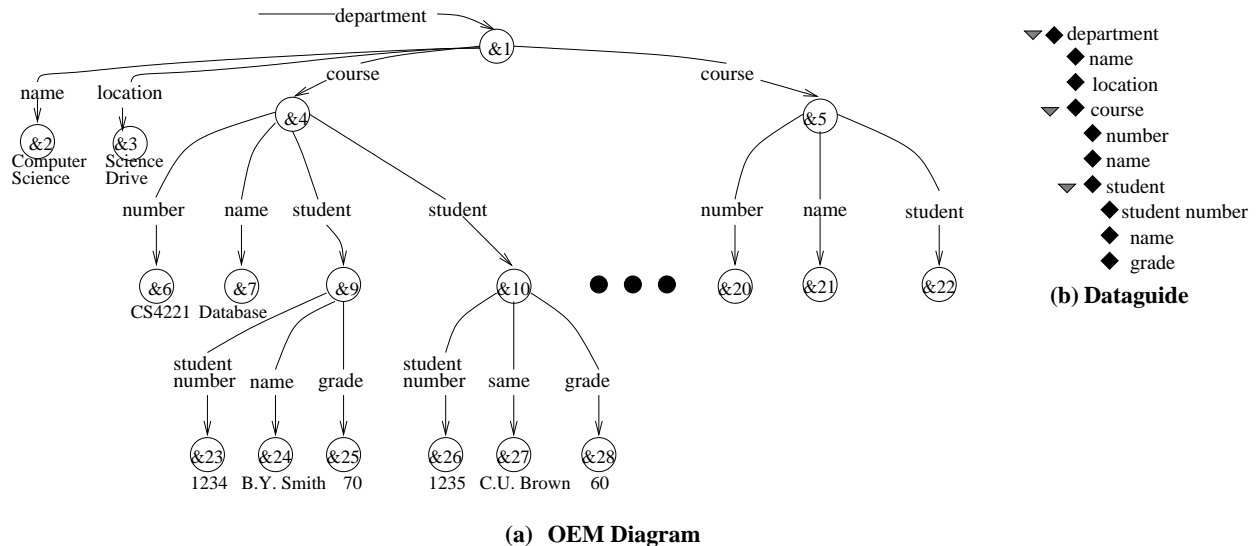 department
&1
name
location
course
course
&2
Computer
Science
&3
Science
Drive
&4
&5
number
name
student
student
number
name
student
&6
CS4221
&7
Database
&9
&10
&20
&21
&22
student
number
name
grade
student
number
same
grade
&23
1234
&24
B.Y. Smith
&25
70
&26
1235
&27
C.U. Brown
&28
60
(a) OEM Diagram
department
name
location
course
number
name
student
student number
name
grade
(b) Dataguide